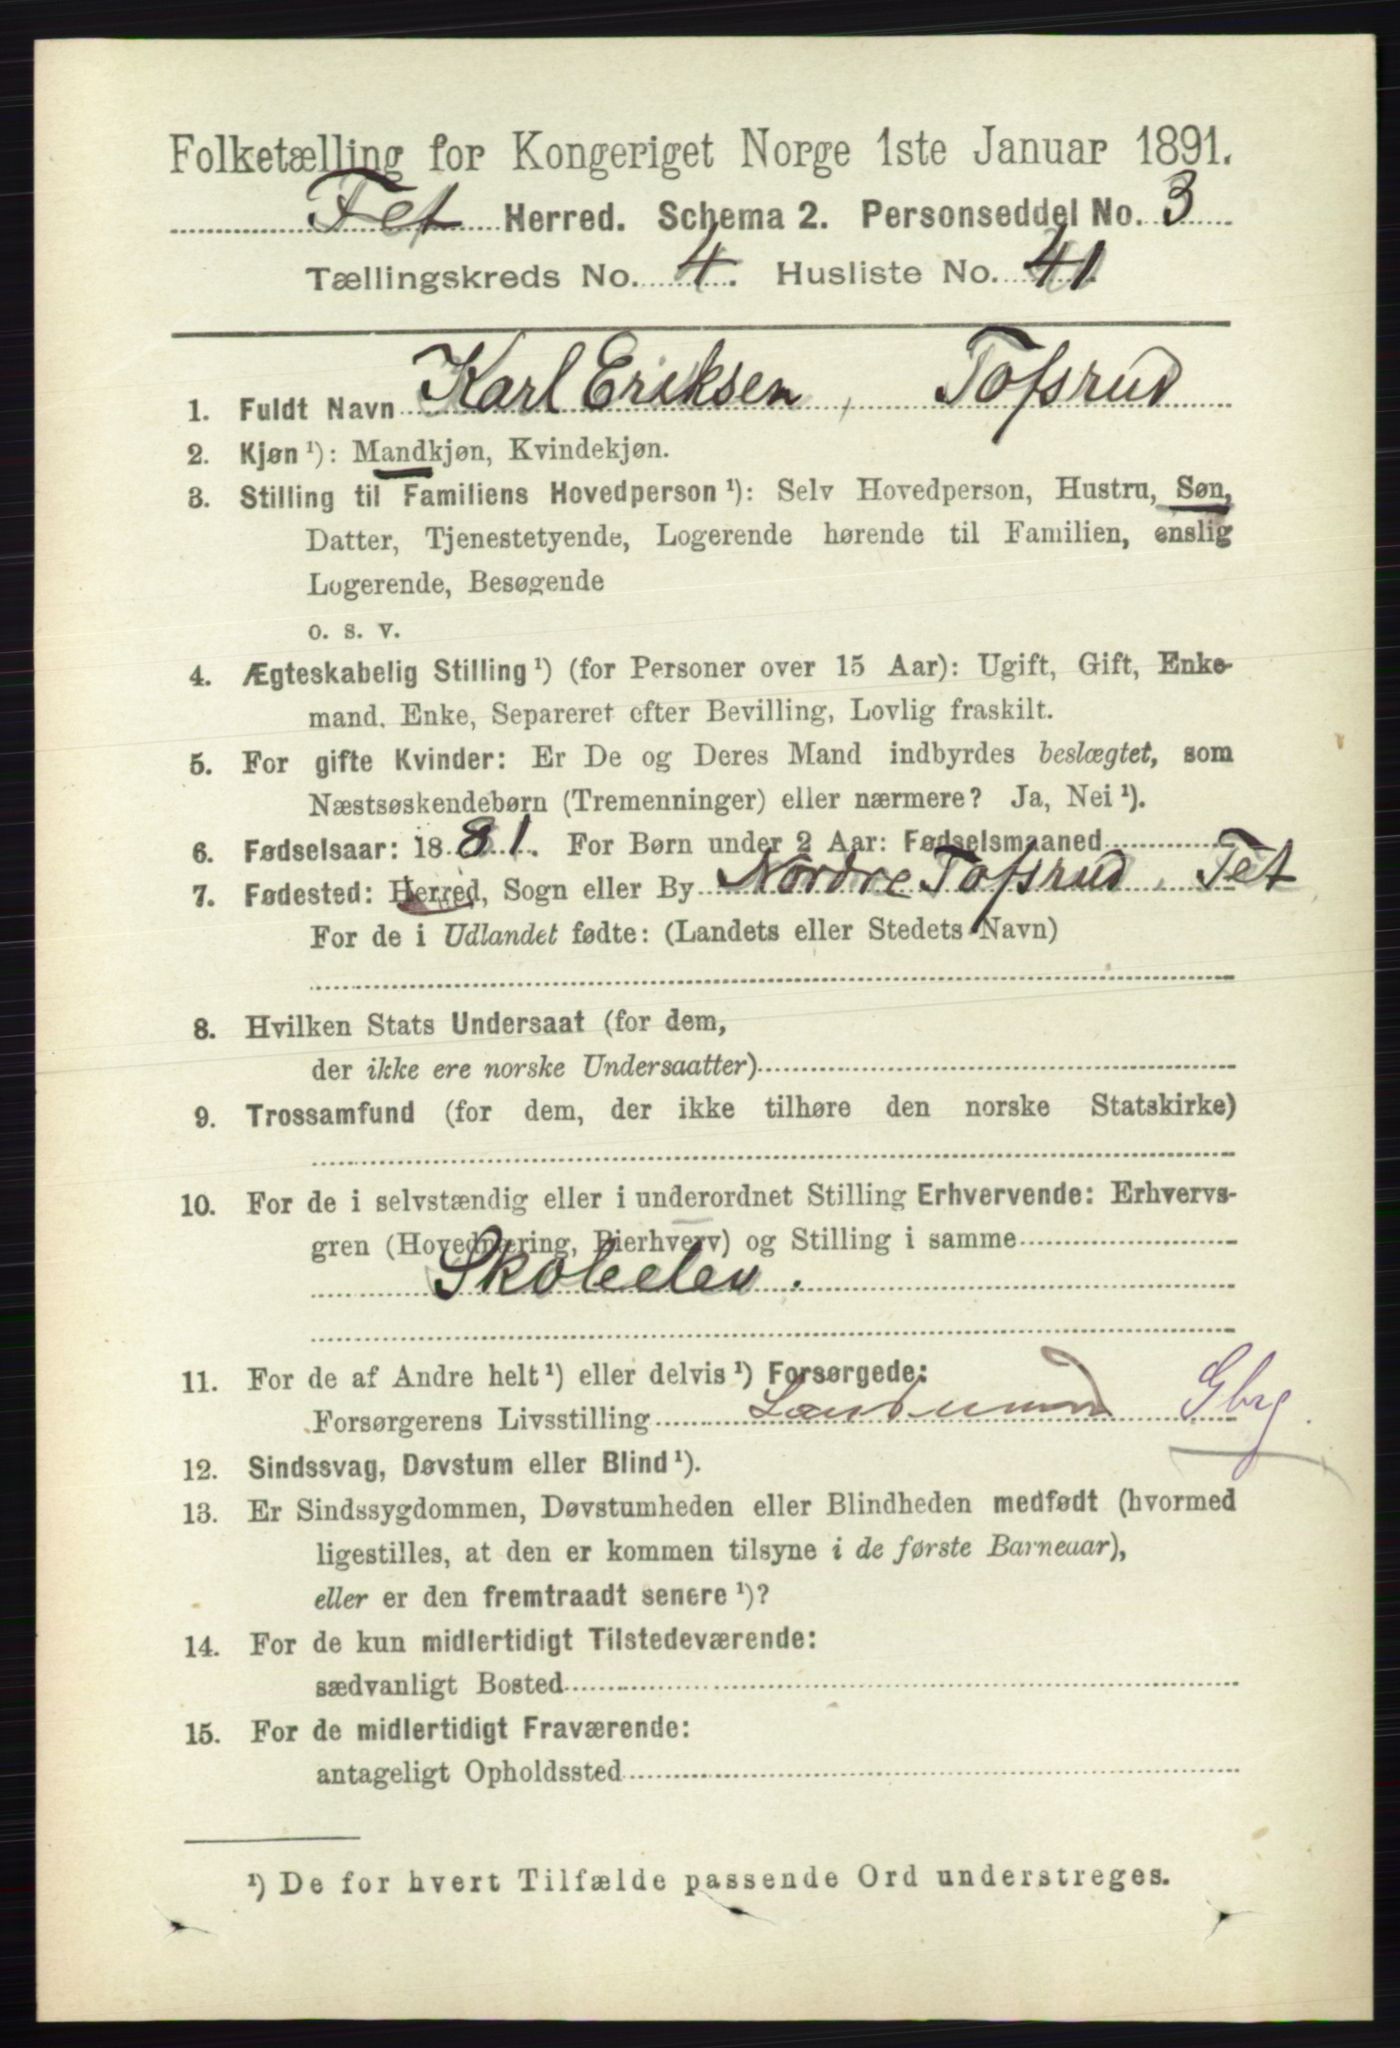 Folketælling for Kongeriget Norge 1ste Januar 1891.
Fet Herred. Schema 2. Personseddel No. 3
Tællingskreds No. 4. Husliste No. 41.
1. Fuldt Navn Karl Eriksen, Tofsrud
2. Kjøn ¹): Mandkjøn, Kvindekjøn.
3. Stilling til Familiens Hovedperson ¹): Selv Hovedperson, Hustru, Søn,
Datter, Tjenestetyende, Logerende hørende til Familien, enslig
Logerende, Besøgende
o. s. v.
4. Ægteskabelig Stilling ¹) (for Personer over 15 Aar): Ugift, Gift, Enke-
mand, Enke, Separeret efter Bevilling, Lovlig fraskilt.
5. For gifte Kvinder: Er De og Deres Mand indbyrdes beslægtet, som
Næstsøskendebørn (Tremenninger) eller nærmere? Ja, Nei ¹).
6. Fødselsaar: 1881. For Børn under 2 Aar: Fødselsmaaned
7. Fødested: Herred, Sogn eller By Nordre Tofsrud, Fet
For de i Udlandet fødte: (Landets eller Stedets Navn)
8. Hvilken Stats Undersaat (for dem,
der ikke ere norske Undersaatter)
9. Trossamfund (for dem, der ikke tilhøre den norske Statskirke)
10. For de i selvstændig eller i underordnet Stilling Erhvervende: Erhvervs-
gren (Hovednæring, Bierhverv) og Stilling i samme
Skoleelev.
11. For de af Andre helt ¹) eller delvis ¹) Forsørgede:
Forsørgerens Livsstilling Landmand Gbrg
12. Sindssvag, Døvstum eller Blind ¹).
13. Er Sindssygdommen, Døvstumheden eller Blindheden medfødt (hvormed
ligestilles, at den er kommen tilsyne i de første Barneaar),
eller er den fremtraadt senere ¹)?
14. For de kun midlertidigt Tilstedeværende:
sædvanligt Bosted
15. For de midlertidigt Fraværende:
antageligt Opholdssted
¹) De for hvert Tilfælde passende Ord understreges.